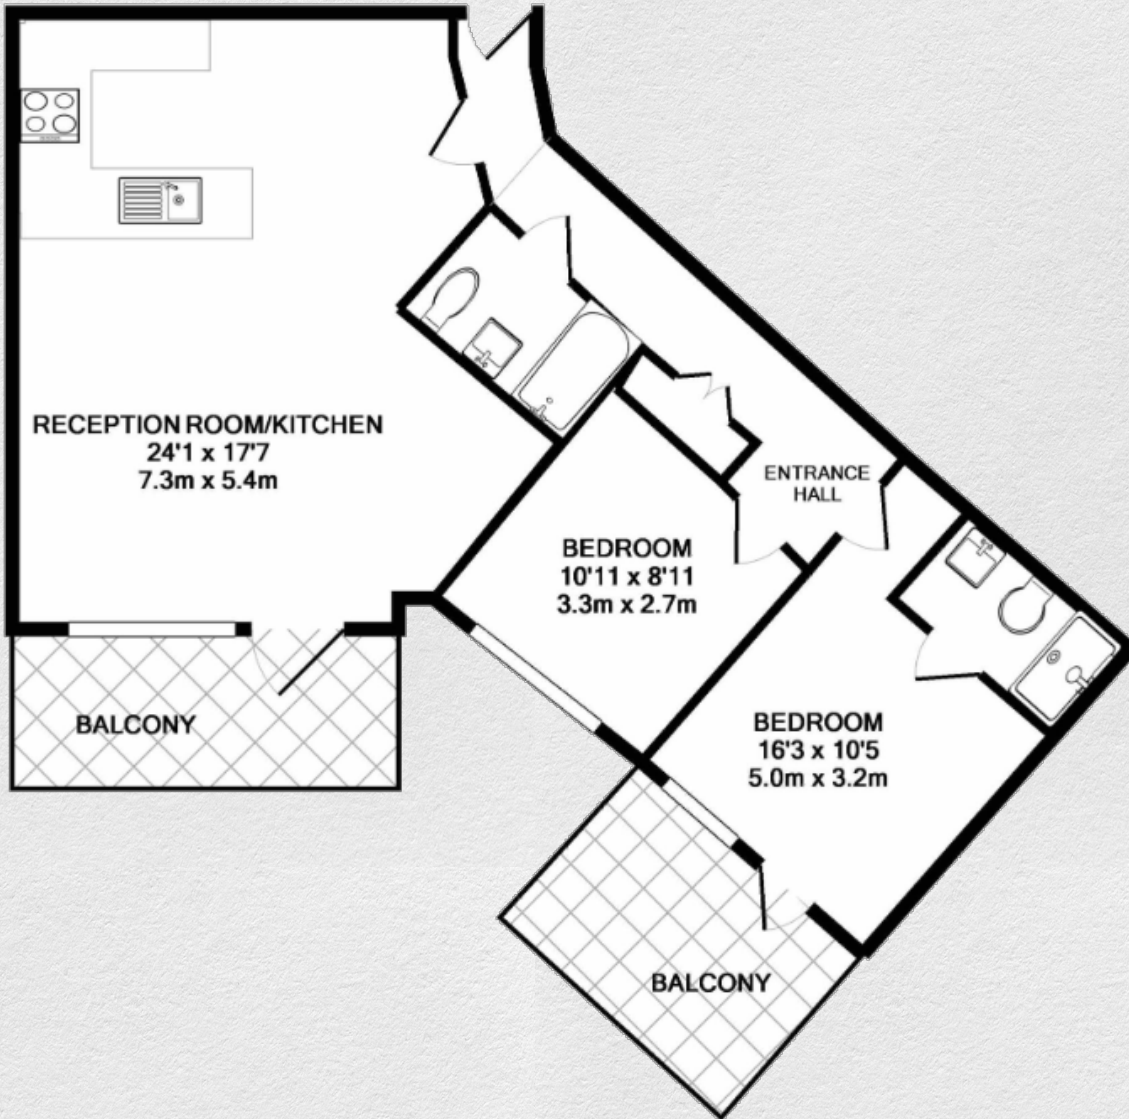 RECEPTION ROOM/KITCHEN
24'1 x 17'7
7.3m x 5.4m
ENTRANCE
HALL
BEDROOM
10'11 x 8'11
3.3m x 2.7m
BEDROOM
16'3 x 10'5
5.0m x 3.2m
BALCONY
BALCONY